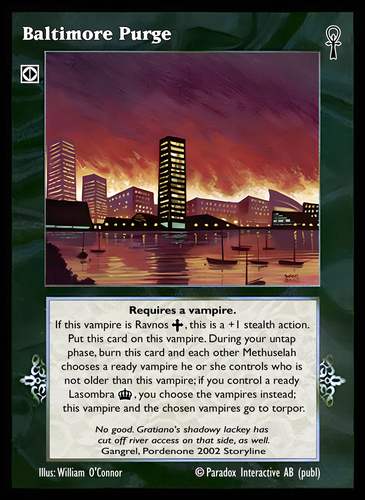 Baltimore Purge
Requires a vampire.
If this vampire is Ravnos , this is a +1 stealth action.
Put this card on this vampire. During your untap
phase, burn this card and each other Methuselah
chooses a ready vampire he or she controls who is
not older than this vampire; if you control a ready
Lasombra , you choose the vampires instead;
this vampire and the chosen vampires go to torpor.
No good. Gratiano's shadowy lackey has
cut off river access on that side, as well.
Gangrel, Pordenone 2002 Storyline
Illus: William O'Connor © Paradox Interactive AB (publ)